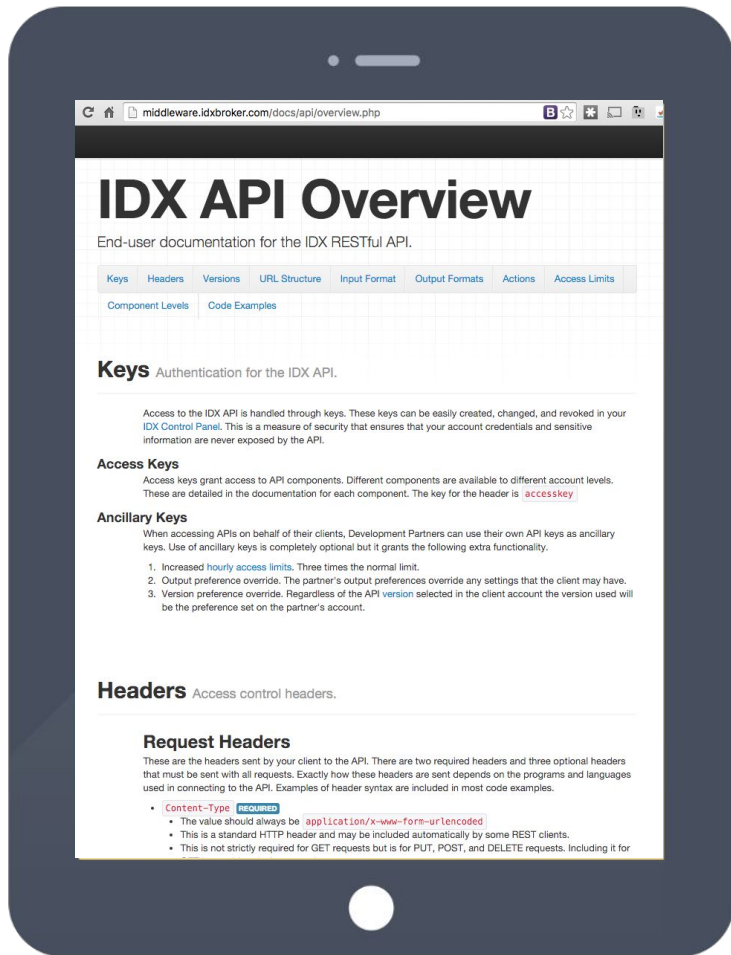 middleware.idxbroker.com/docs/api/overview.php
IDX API Overview
End-user documentation for the IDX RESTful API.
Keys Headers Versions URL Structure Input Format Output Formats Actions Access Limits
Component Levels Code Examples
Keys Authentication for the IDX API.
Access to the IDX API is handled through keys. These keys can be easily created, changed, and revoked in your
IDX Control Panel. This is a measure of security that ensures that your account credentials and sensitive
information are never exposed by the API.
Access Keys
Access keys grant access to API components. Different components are available to different account levels.
These are detailed in the documentation for each component. The key for the header is accesskey
Ancillary Keys
When accessing APIs on behalf of their clients, Development Partners can use their own API keys as ancillary
keys. Use of ancillary keys is completely optional but it grants the following extra functionality.
1. Increased hourly access limits. Three times the normal limit.
2. Output preference override. The partner's output preferences override any settings that the client may have.
3. Version preference override. Regardless of the API version selected in the client account the version used will
be the preference set on the partner's account.
Headers Access control headers.
Request Headers
These are the headers sent by your client to the API. There are two required headers and three optional headers
that must be sent with all requests. Exactly how these headers are sent depends on the programs and languages
used in connecting to the API. Examples of header syntax are included in most code examples.
• Content-Type REQUIRED
• The value should always be application/x-www-form-urlencoded
• This is a standard HTTP header and may be included automatically by some REST clients.
• This is not strictly required for GET requests but is for PUT, POST, and DELETE requests. Including it for